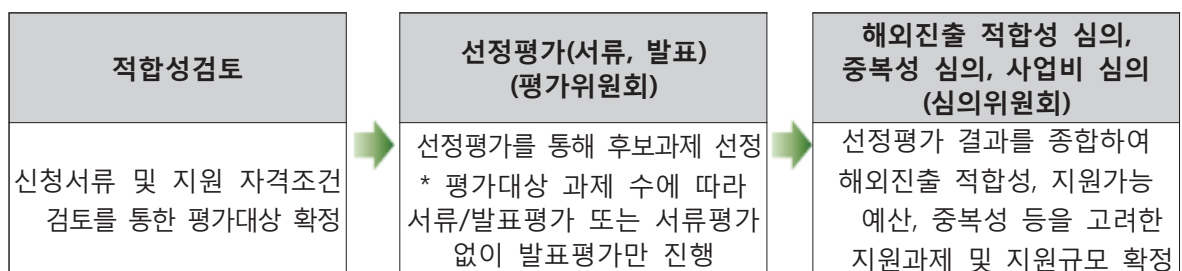 적합성검토
신청서류 및 지원 자격조건
검토를 통한 평가대상 확정
선정평가(서류, 발표)
(평가위원회)
선정평가를 통해 후보과제 선정
* 평가대상 과제 수에 따라
서류/발표평가 또는 서류평가
없이 발표평가만 진행
해외진출 적합성 심의,
중복성 심의, 사업비 심의
(심의위원회)
선정평가 결과를 종합하여
해외진출 적합성, 지원가능
예산, 중복성 등을 고려한
지원과제 및 지원규모 확정